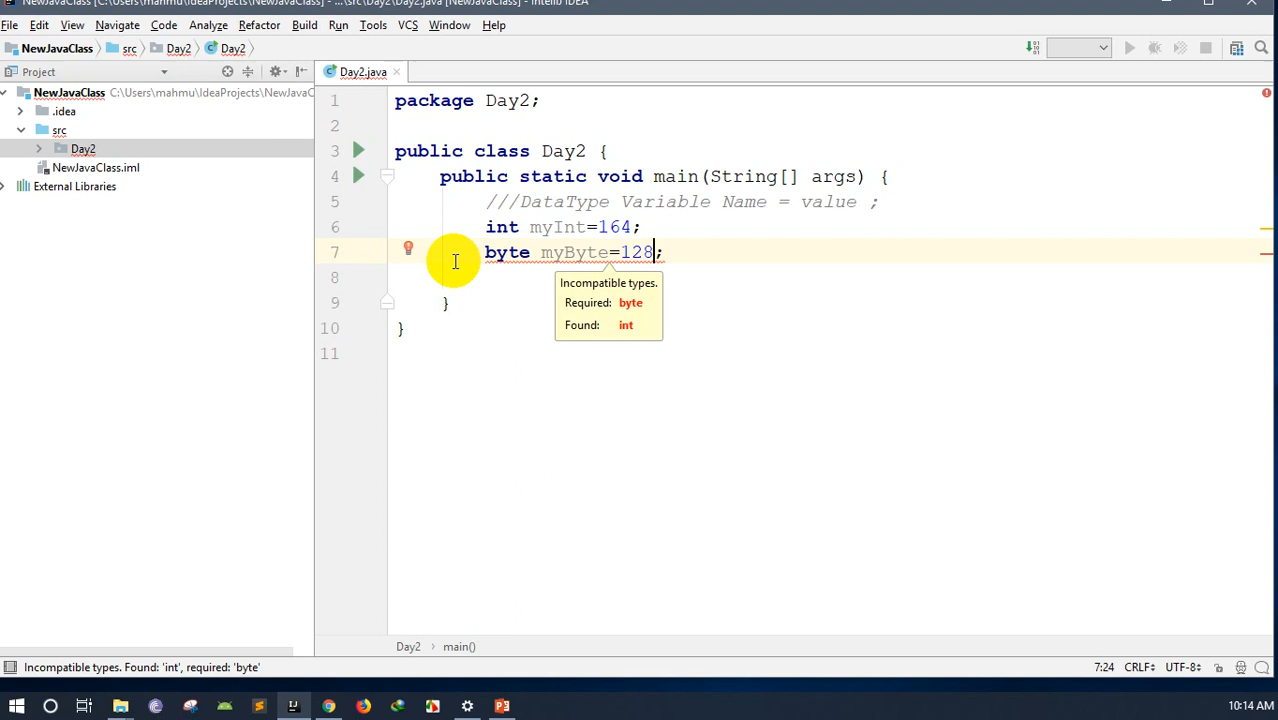 NewJavaClass [C:\Users\mahmu\IdeaProjects\NewJavaClass] - ...\src\Day2\Day2.java [NewJavaClass] - IntelliJ IDEA
File Edit View Navigate Code Analyze Refactor Build Run Tools VCS Window Help
NewJavaClass src Day2 Day2
Project
Day2.java
NewJavaClass C:\Users\mahmu\IdeaProjects\NewJavaC
.idea
src
Day2
NewJavaClass.iml
External Libraries
1 package Day2;
2
3 public class Day2 {
4 public static void main(String[] args) {
5 ///DataType Variable Name = value ;
6 int myInt=164;
7 byte myByte=128;
8
9 }
10 }
11
Incompatible types.
Required: byte
Found: int
Day2 main()
Incompatible types. Found: 'int', required: 'byte' 7:24 CRLF UTF-8
10:14 AM